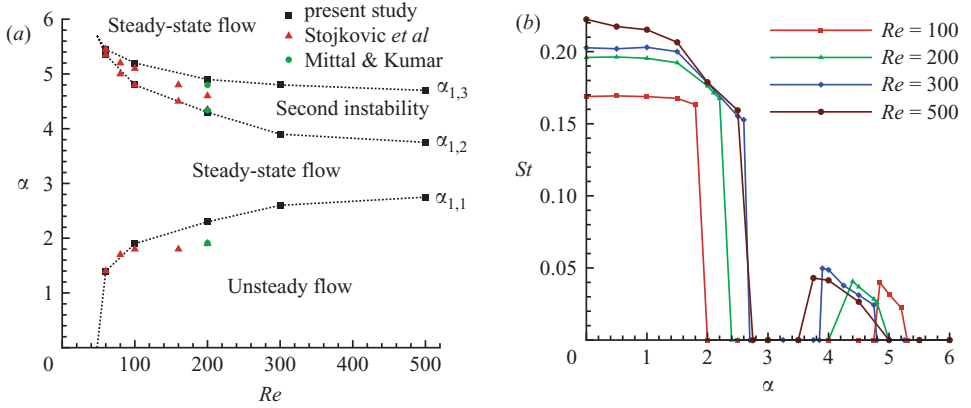 (a)
6
5
4
3
2
1
α
0
100
200
300
400
500
Re
Steady-state flow
present study
Stojkovic et al
Mittal & Kumar
α1,3
Second instability
α1,2
Steady-state flow
α1,1
Unsteady flow
(b)
0.20
0.15
0.10
0.05
St
0
1
2
3
4
5
6
α
Re = 100
Re = 200
Re = 300
Re = 500